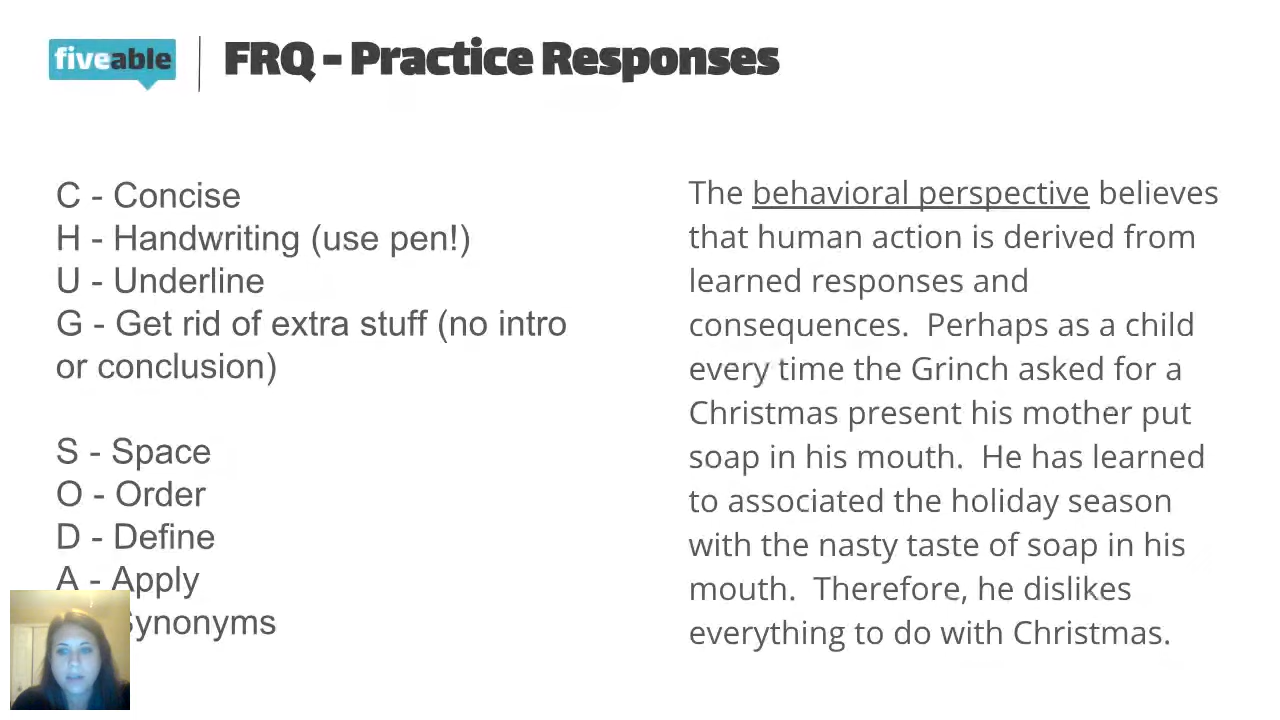 fiveable
FRQ - Practice Responses
C - Concise
H - Handwriting (use pen!)
U - Underline
G - Get rid of extra stuff (no intro
or conclusion)
S - Space
O - Order
D - Define
A - Apply
Synonyms
The behavioral perspective believes
that human action is derived from
learned responses and
consequences.  Perhaps as a child
every time the Grinch asked for a
Christmas present his mother put
soap in his mouth.  He has learned
to associated the holiday season
with the nasty taste of soap in his
mouth.  Therefore, he dislikes
everything to do with Christmas.